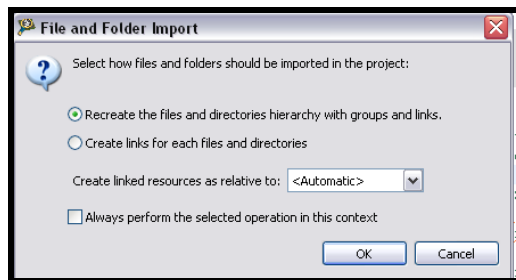 File and Folder Import
Select how files and folders should be imported in the project:
Recreate the files and directories hierarchy with groups and links.
Create links for each files and directories
Create linked resources as relative to: <Automatic>
Always perform the selected operation in this context
OK Cancel